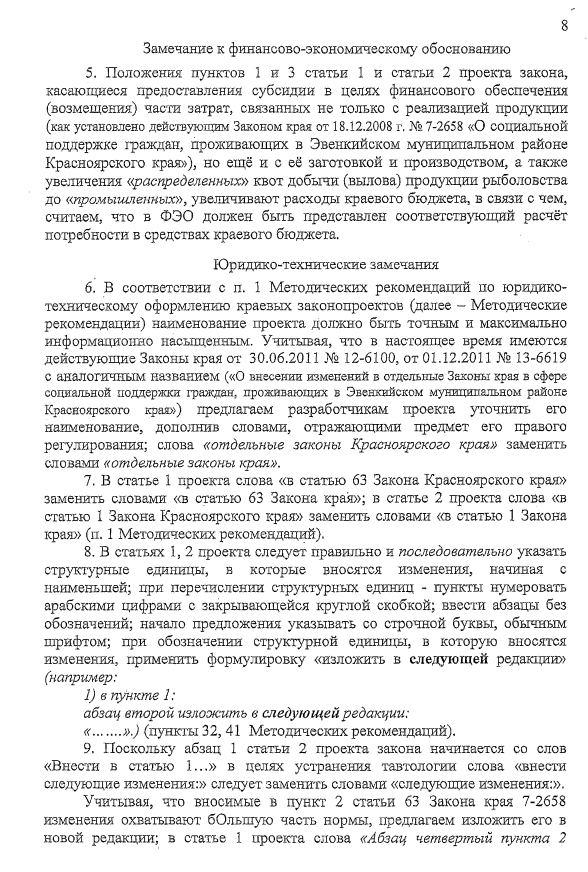 8
Замечание к финансово-экономическому обоснованию
5. Положения пунктов 1 и 3 статьи 1 и статьи 2 проекта закона,
касающиеся предоставления субсидии в целях финансового обеспечения
(возмещения) части затрат, связанных не только с реализацией продукции
(как установлено действующим Законом края от 18.12.2008 г. № 7-2658 «О социальной
поддержке граждан, проживающих в Эвенкийском муниципальном районе
Красноярского края»), но ещё и с её заготовкой и производством, а также
увеличения «распределенных» квот добычи (вылова) продукции рыболовства
до «промышленных», увеличивают расходы краевого бюджета, в связи с чем,
считаем, что в ФЭО должен быть представлен соответствующий расчёт
потребности в средствах краевого бюджета.
Юридико-технические замечания
6. В соответствии с п. 1 Методических рекомендаций по юридико-
техническому оформлению краевых законопроектов (далее – Методические
рекомендации) наименование проекта должно быть точным и максимально
информационно насыщенным. Учитывая, что в настоящее время имеются
действующие Законы края от 30.06.2011 № 12-6100, от 01.12.2011 № 13-6619
с аналогичным названием («О внесении изменений в отдельные Законы края в сфере
социальной поддержки граждан, проживающих в Эвенкийском муниципальном районе
Красноярского края») предлагаем разработчикам проекта уточнить его
наименование, дополнив словами, отражающими предмет его правого
регулирования; слова «отдельные законы Красноярского края» заменить
словами «отдельные законы края».
7. В статье 1 проекта слова «в статью 63 Закона Красноярского края»
заменить словами «в статью 63 Закона края»; в статье 2 проекта слова «в
статью 1 Закона Красноярского края» заменить словами «в статью 1 Закона
края» (п. 1 Методических рекомендаций).
8. В статьях 1, 2 проекта следует правильно и последовательно указать
структурные единицы, в которые вносятся изменения, начиная с
наименьшей; при перечислении структурных единиц - пункты нумеровать
арабскими цифрами с закрывающейся круглой скобкой; ввести абзацы без
обозначений; начало предложения указывать со строчной буквы, обычным
шрифтом; при обозначении структурной единицы, в которую вносятся
изменения, применить формулировку «изложить в следующей редакции»
(например:
1) в пункте 1:
абзац второй изложить в следующей редакции:
«…….».) (пункты 32, 41 Методических рекомендаций).
9. Поскольку абзац 1 статьи 2 проекта закона начинается со слов
«Внести в статью 1…» в целях устранения тавтологии слова «внести
следующие изменения:» следует заменить словами «следующие изменения:».
Учитывая, что вносимые в пункт 2 статьи 63 Закона края 7-2658
изменения охватывают бОльшую часть нормы, предлагаем изложить его в
новой редакции; в статье 1 проекта слова «Абзац четвертый пункта 2